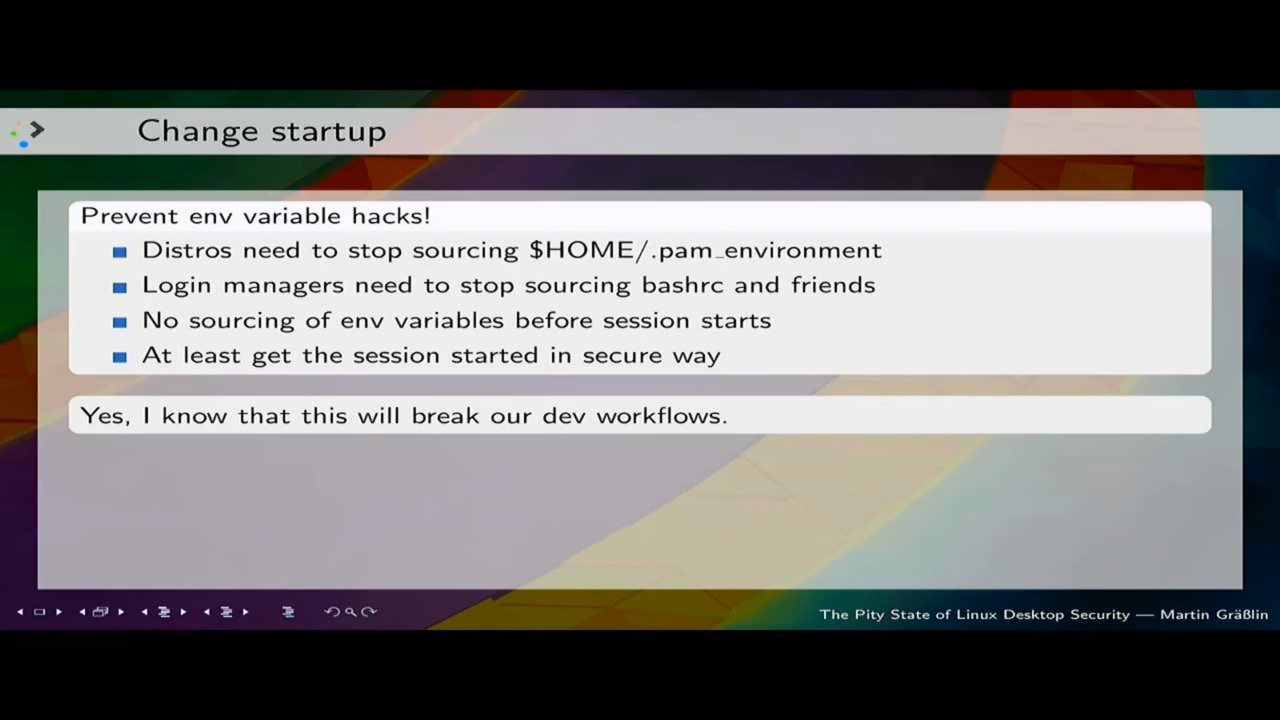 Change startup
Prevent env variable hacks!
Distros need to stop sourcing $HOME/.pam_environment
Login managers need to stop sourcing bashrc and friends
No sourcing of env variables before session starts
At least get the session started in secure way
Yes, I know that this will break our dev workflows.
The Pity State of Linux Desktop Security — Martin Gräßlin